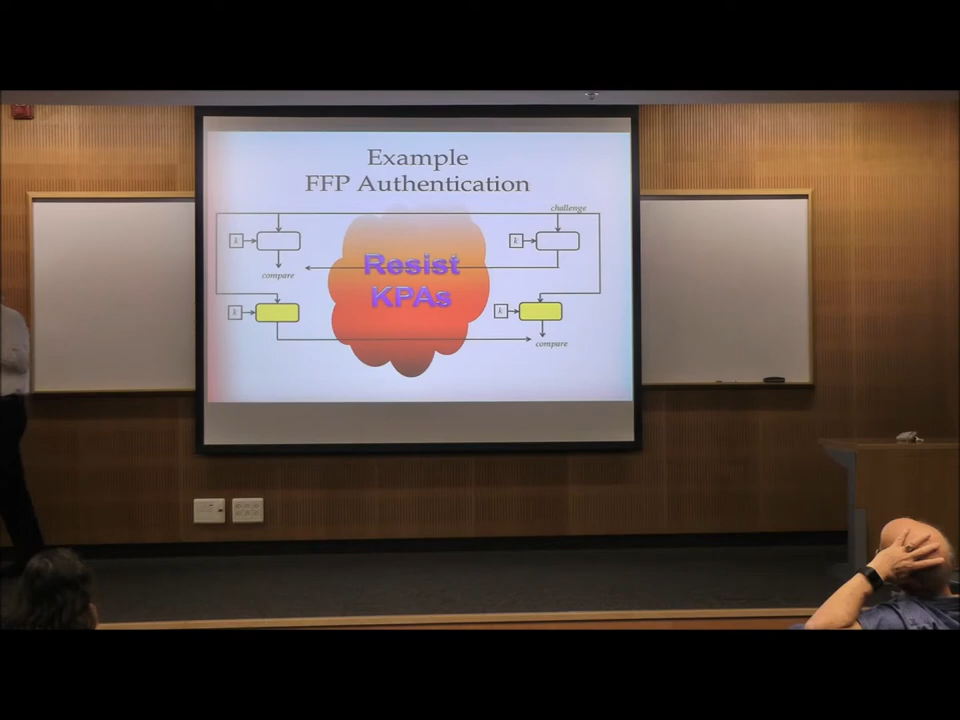 Example
FFP Authentication
challenge
k
k
compare
Resist
KPAs
k
k
compare